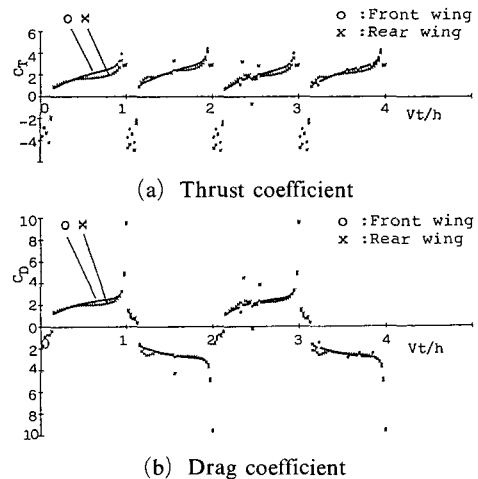 o :Front wing
x :Rear wing
o x
C_T
6
4
2
0
-2
-4
0 1 2 3 4 Vt/h
(a) Thrust coefficient
o :Front wing
x :Rear wing
o x
C_D
10
8
6
4
2
0 1 2 3 4 Vt/h
2
4
6
8
10
(b) Drag coefficient